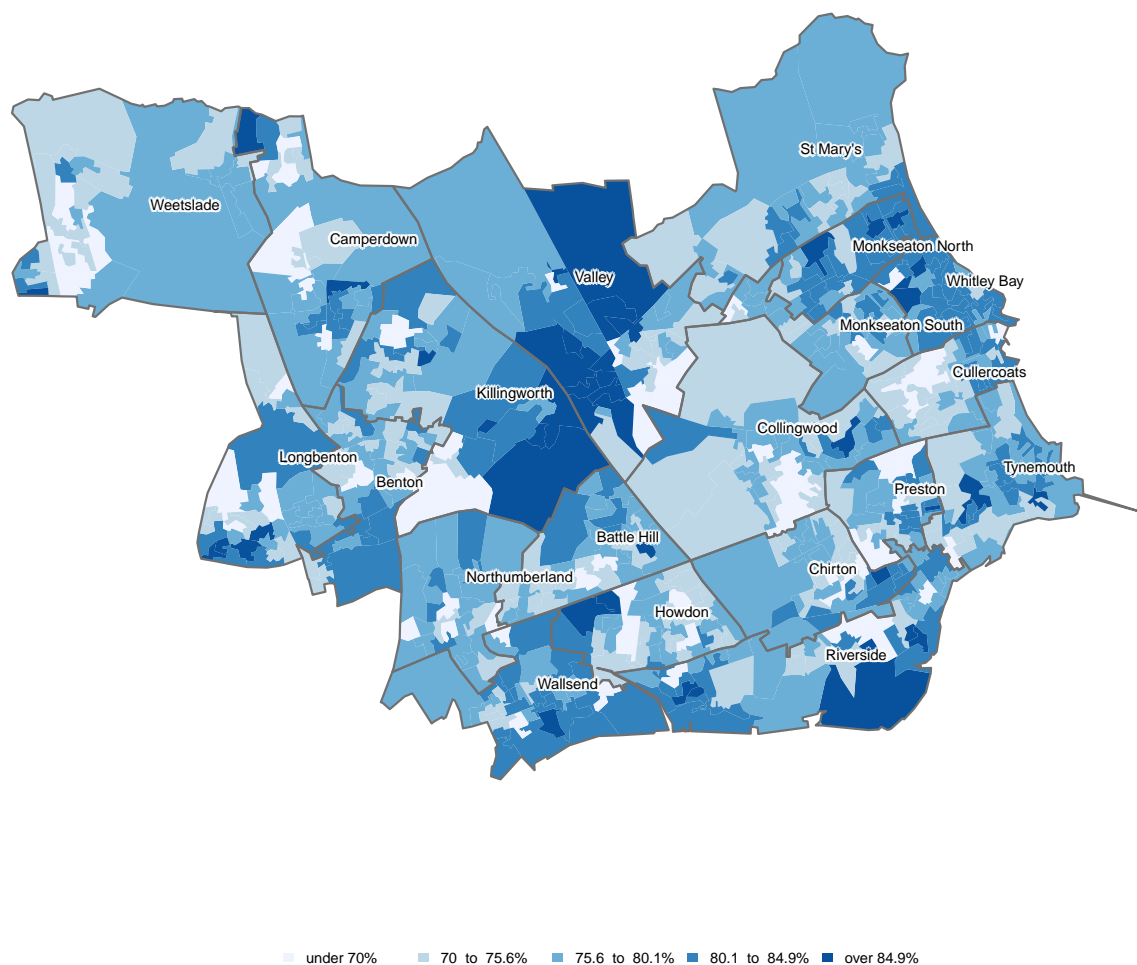 St Mary's
Weetslade
Camperdown
Monkseaton North
Valley
Whitley Bay
Monkseaton South
Cullercoats
Killingworth
Collingwood
Longbenton
Tynemouth
Benton
Preston
Battle Hill
Chirton
Northumberland
Howdon
Riverside
Wallsend
under 70% 70 to 75.6% 75.6 to 80.1% 80.1 to 84.9% over 84.9%